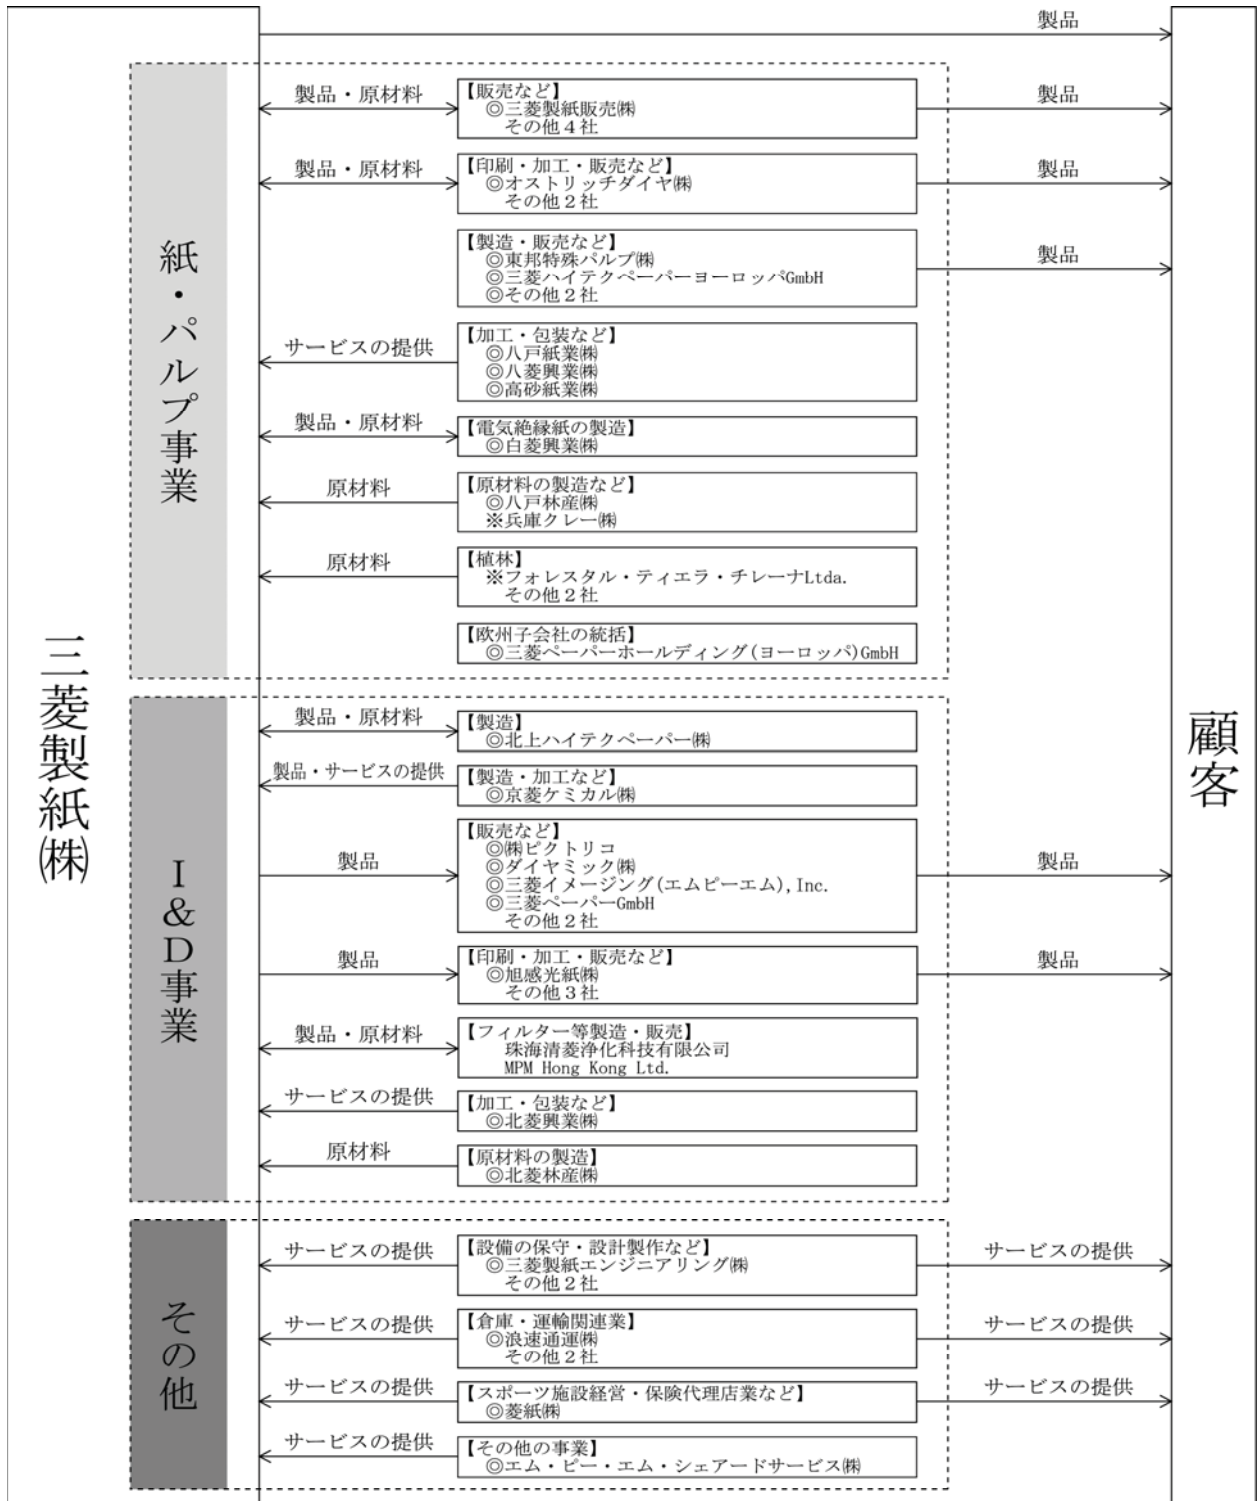 製品
三菱製紙㈱
顧客
紙・パルプ事業
製品・原材料
【販売など】
◎三菱製紙販売㈱
その他４社
製品
製品・原材料
【印刷・加工・販売など】
◎オストリッチダイヤ㈱
その他２社
製品
【製造・販売など】
◎東邦特殊パルプ㈱
◎三菱ハイテクペーパーヨーロッパGmbH
◎その他２社
製品
サービスの提供
【加工・包装など】
◎八戸紙業㈱
◎八菱興業㈱
◎高砂紙業㈱
製品・原材料
【電気絶縁紙の製造】
◎白菱興業㈱
原材料
【原材料の製造など】
◎八戸林産㈱
※兵庫クレー㈱
原材料
【植林】
※フォレスタル・ティエラ・チレーナLtda.
その他２社
【欧州子会社の統括】
◎三菱ペーパーホールディング(ヨーロッパ)GmbH
Ｉ＆Ｄ事業
製品・原材料
【製造】
◎北上ハイテクペーパー㈱
製品・サービスの提供
【製造・加工など】
◎京菱ケミカル㈱
製品
【販売など】
◎㈱ピクトリコ
◎ダイヤミック㈱
◎三菱イメージング(エムピーエム),Inc.
◎三菱ペーパーGmbH
その他２社
製品
製品
【印刷・加工・販売など】
◎旭感光紙㈱
その他３社
製品
製品・原材料
【フィルター等製造・販売】
珠海清菱浄化科技有限公司
MPM Hong Kong Ltd.
サービスの提供
【加工・包装など】
◎北菱興業㈱
原材料
【原材料の製造】
◎北菱林産㈱
その他
サービスの提供
【設備の保守・設計製作など】
◎三菱製紙エンジニアリング㈱
その他２社
サービスの提供
サービスの提供
【倉庫・運輸関連業】
◎浪速通運㈱
その他２社
サービスの提供
サービスの提供
【スポーツ施設経営・保険代理店業など】
◎菱紙㈱
サービスの提供
サービスの提供
【その他の事業】
◎エム・ピー・エム・シェアードサービス㈱